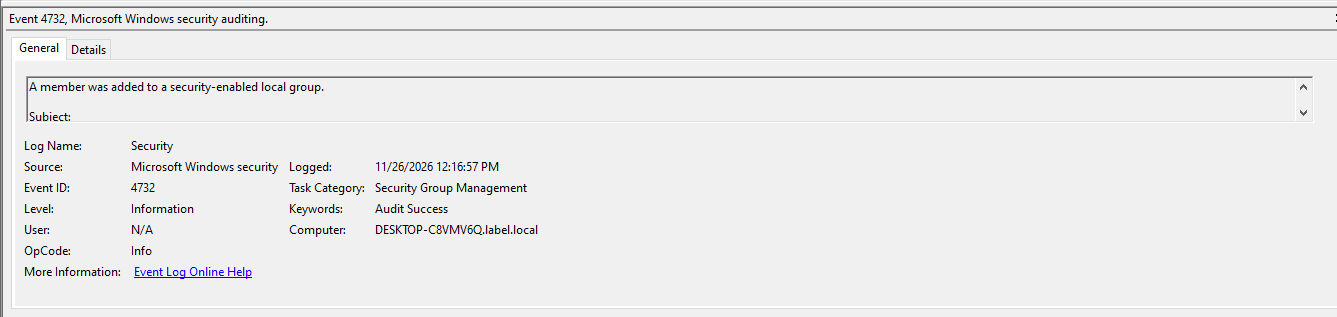 Event 4732, Microsoft Windows security auditing.
General Details
A member was added to a security-enabled local group.
Subject:
Log Name: Security
Source: Microsoft Windows security Logged: 11/26/2026 12:16:57 PM
Event ID: 4732 Task Category: Security Group Management
Level: Information Keywords: Audit Success
User: N/A Computer: DESKTOP-C8VMV6Q.label.local
OpCode: Info
More Information: Event Log Online Help